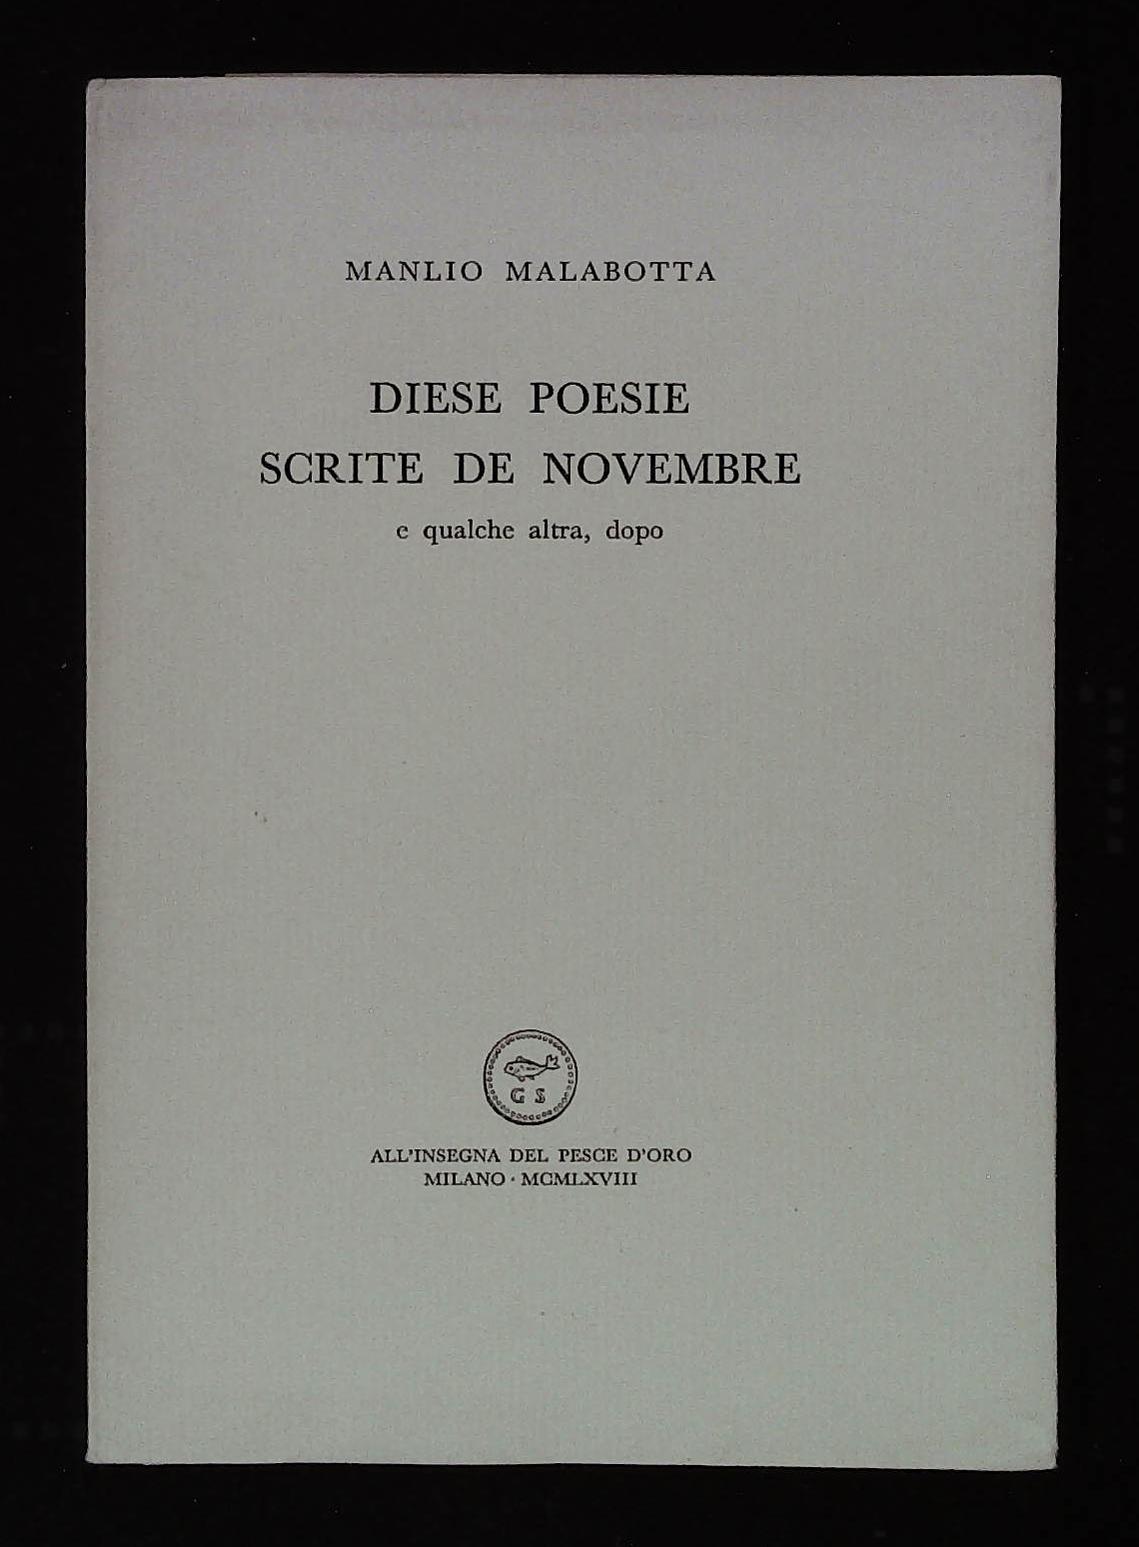 MANLIO MALABOTTA
DIESE POESIE
SCRITE DE NOVEMBRE
e qualche altra, dopo
G S
ALL'INSEGNA DEL PESCE D'ORO
MILANO · MCMLXVIII